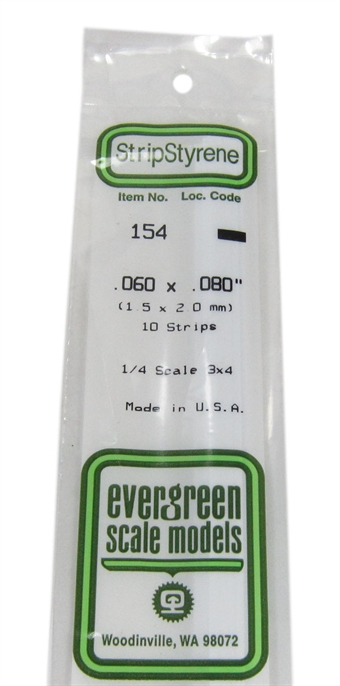 StripStyrene
Item No. Loc. Code
154
.060 x .080"
(1.5 x 2.0 mm)
10 Strips
1/4 Scale 3x4
Made in U.S.A.
evergreen
scale models
Woodinville, WA 98072